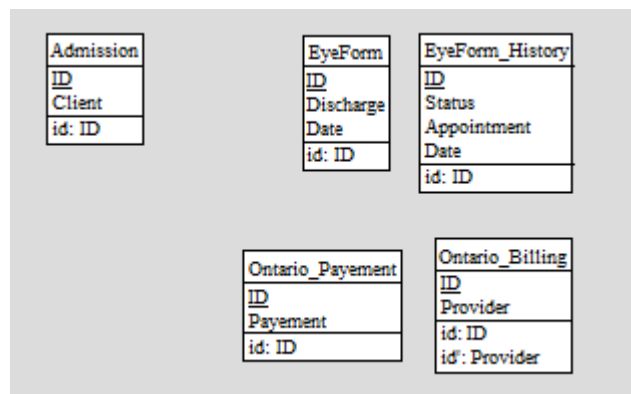 Admission
ID
Client
id: ID
EyeForm
ID
Discharge
Date
id: ID
EyeForm_History
ID
Status
Appointment
Date
id: ID
Ontario_Payement
ID
Payement
id: ID
Ontario_Billing
ID
Provider
id: ID
id': Provider